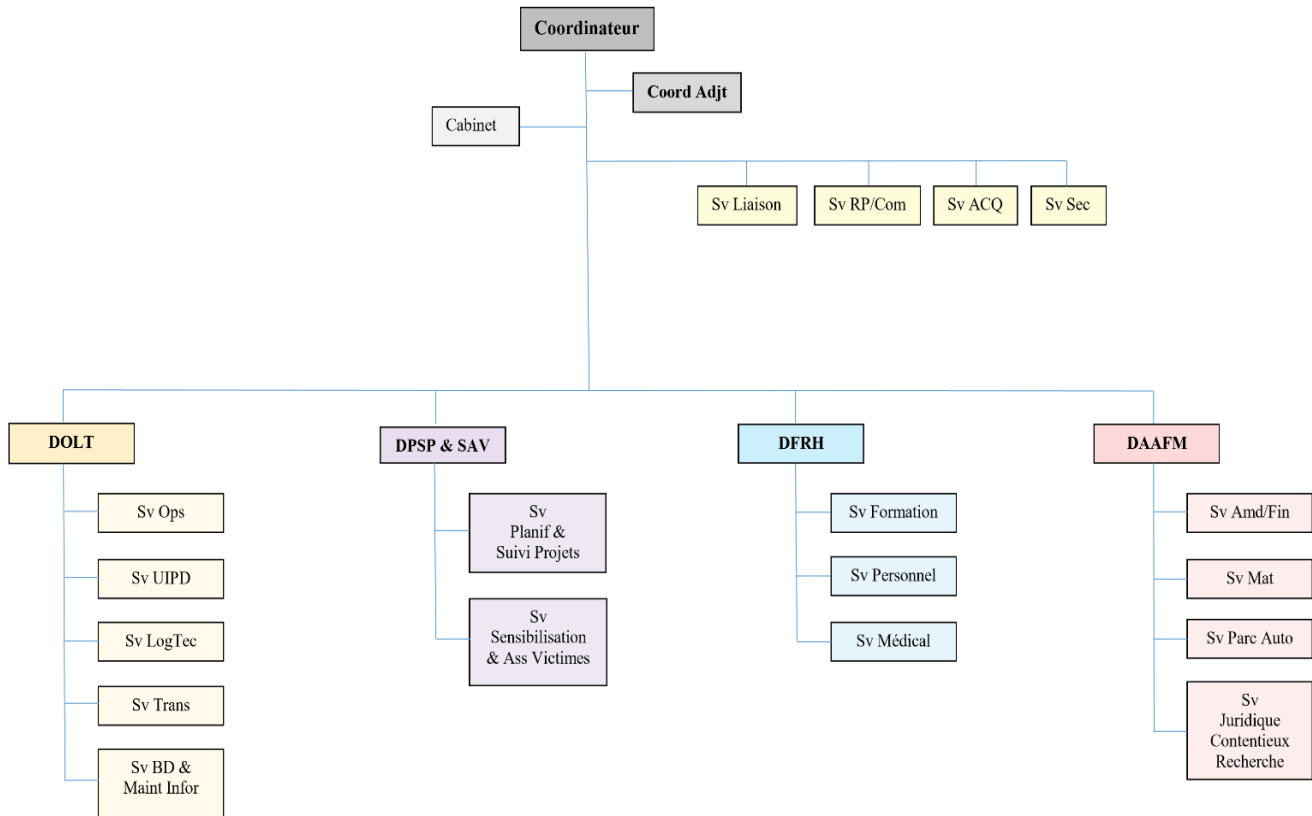 Coordinateur
Coord Adjt
Cabinet
Sv Liaison
Sv RP/Com
Sv ACQ
Sv Sec
DOLT
DPSP & SAV
DFRH
DAAFM
Sv Ops
Sv UIPD
Sv LogTec
Sv Trans
Sv BD &
Maint Infor
Sv
Planif &
Suivi Projets
Sv
Sensibilisation
& Ass Victimes
Sv Formation
Sv Personnel
Sv Médical
Sv Amd/Fin
Sv Mat
Sv Parc Auto
Sv
Juridique
Contentieux
Recherche